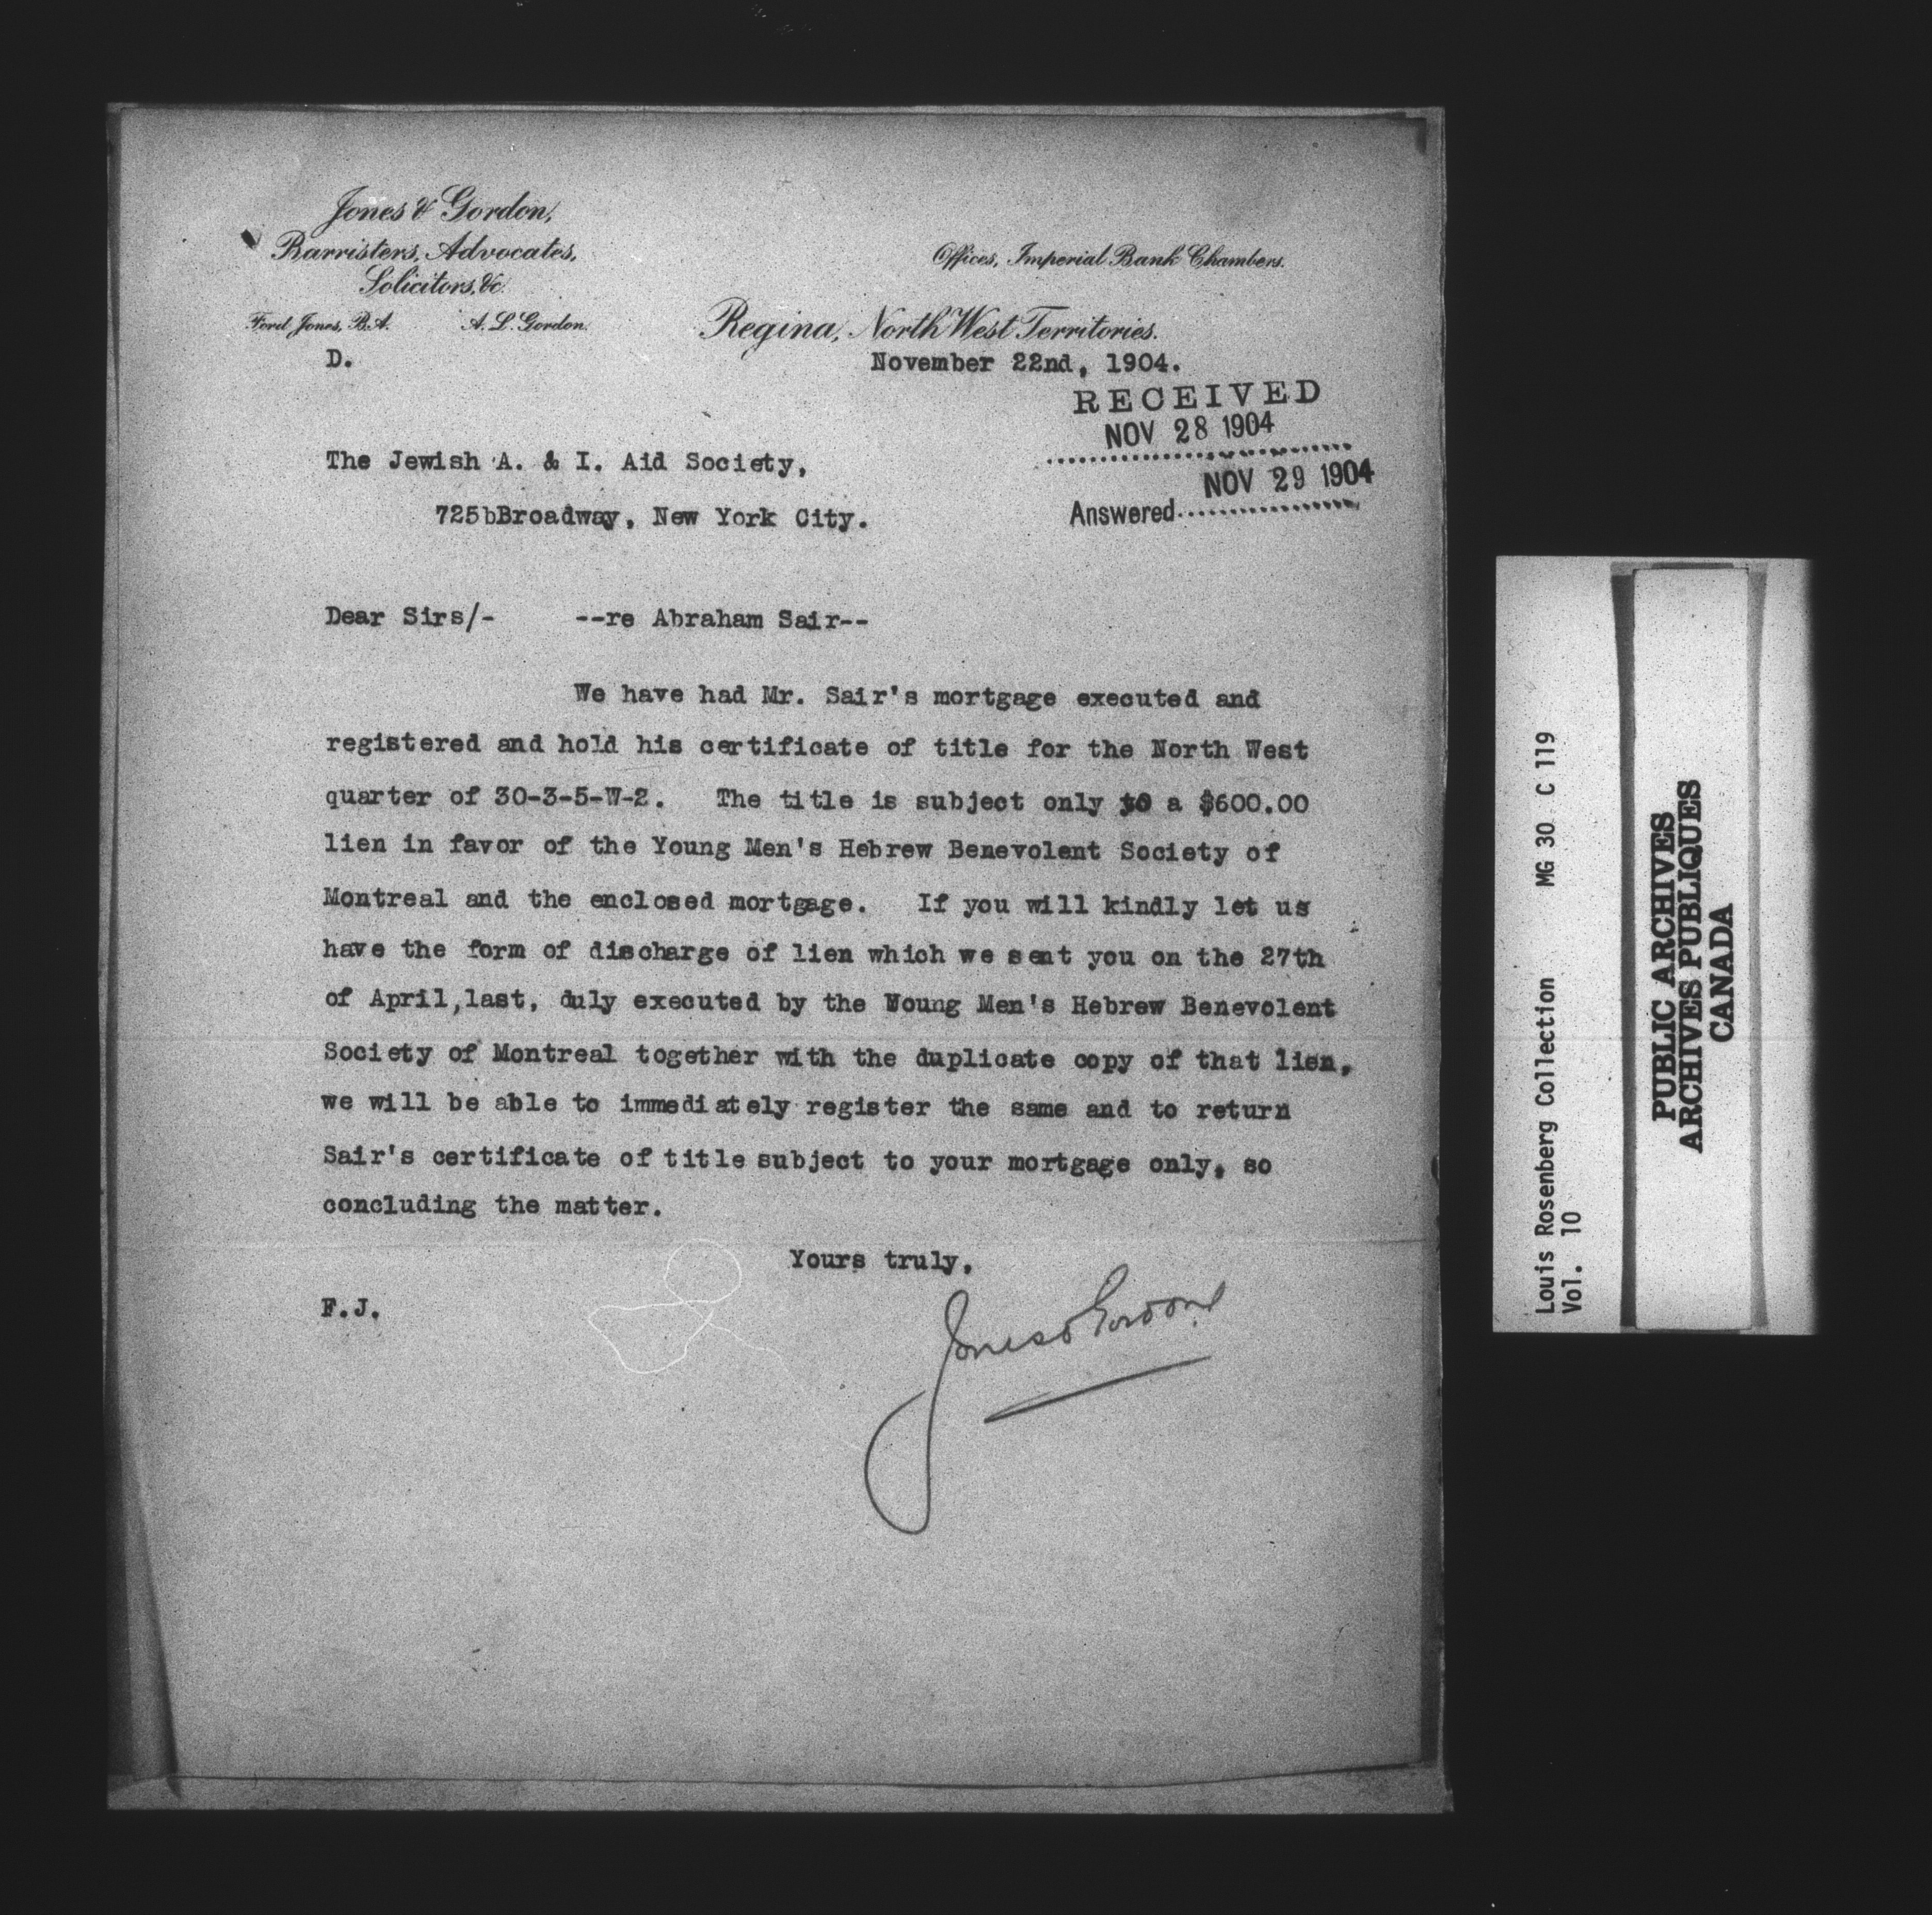 Jones & Gordon,
Barristers, Advocates,
Solicitors, &c.
Ford Jones, B.A. A. L. Gordon.
Offices, Imperial Bank Chambers.
Regina, North West Territories.
D.
November 22nd, 1904.
RECEIVED
NOV 28 1904
NOV 29 1904
Answered
The Jewish A. & I. Aid Society,
725bBroadway, New York City.
Dear Sirs/- --re Abraham Sair--
We have had Mr. Sair's mortgage executed and
registered and hold his certificate of title for the North West
quarter of 30-3-5-W-2. The title is subject only to a $600.00
lien in favor of the Young Men's Hebrew Benevolent Society of
Montreal and the enclosed mortgage. If you will kindly let us
have the form of discharge of lien which we sent you on the 27th
of April,last, duly executed by the Woung Men's Hebrew Benevolent
Society of Montreal together with the duplicate copy of that lien,
we will be able to immediately register the same and to return
Sair's certificate of title subject to your mortgage only, so
concluding the matter.
Yours truly,
F.J.
Jones & Gordon
Louis Rosenberg Collection MG 30 C 119
Vol. 10
PUBLIC ARCHIVES
ARCHIVES PUBLIQUES
CANADA